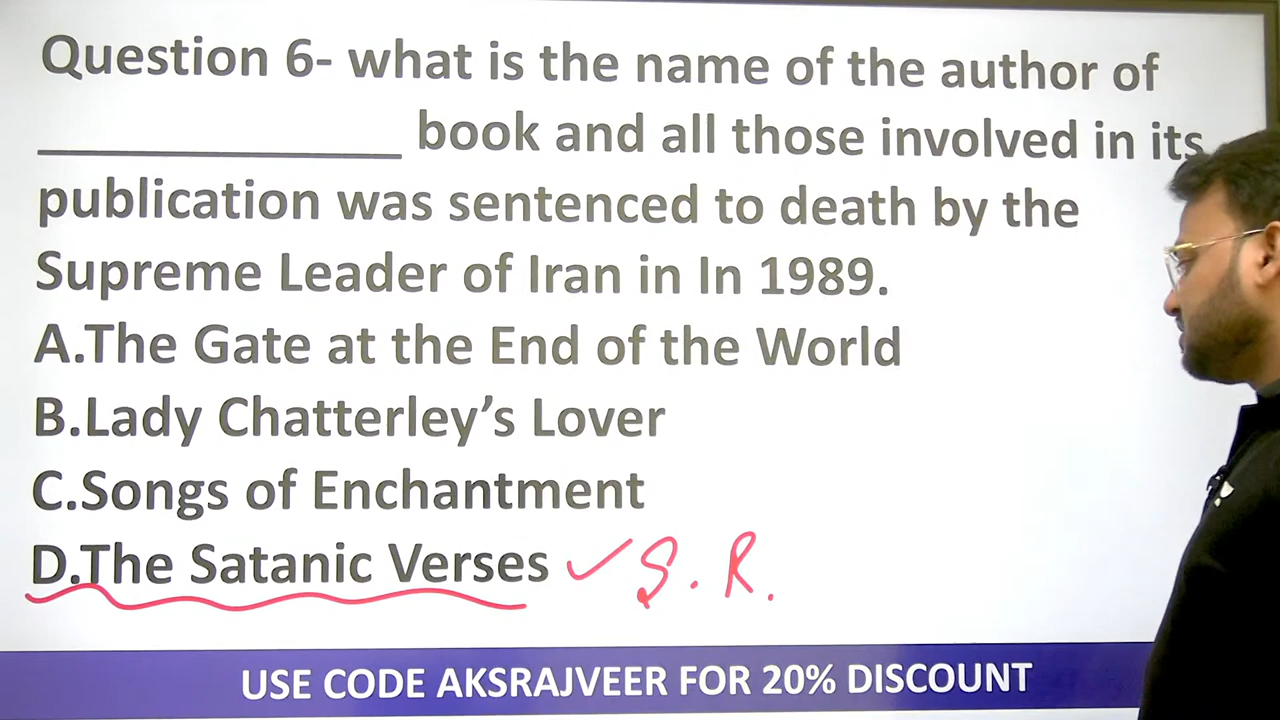 Question 6- what is the name of the author of
______________ book and all those involved in its
publication was sentenced to death by the
Supreme Leader of Iran in In 1989.
A.The Gate at the End of the World
B.Lady Chatterley’s Lover
C.Songs of Enchantment
D.The Satanic Verses ✓ S. R.
USE CODE AKSRAJVEER FOR 20% DISCOUNT